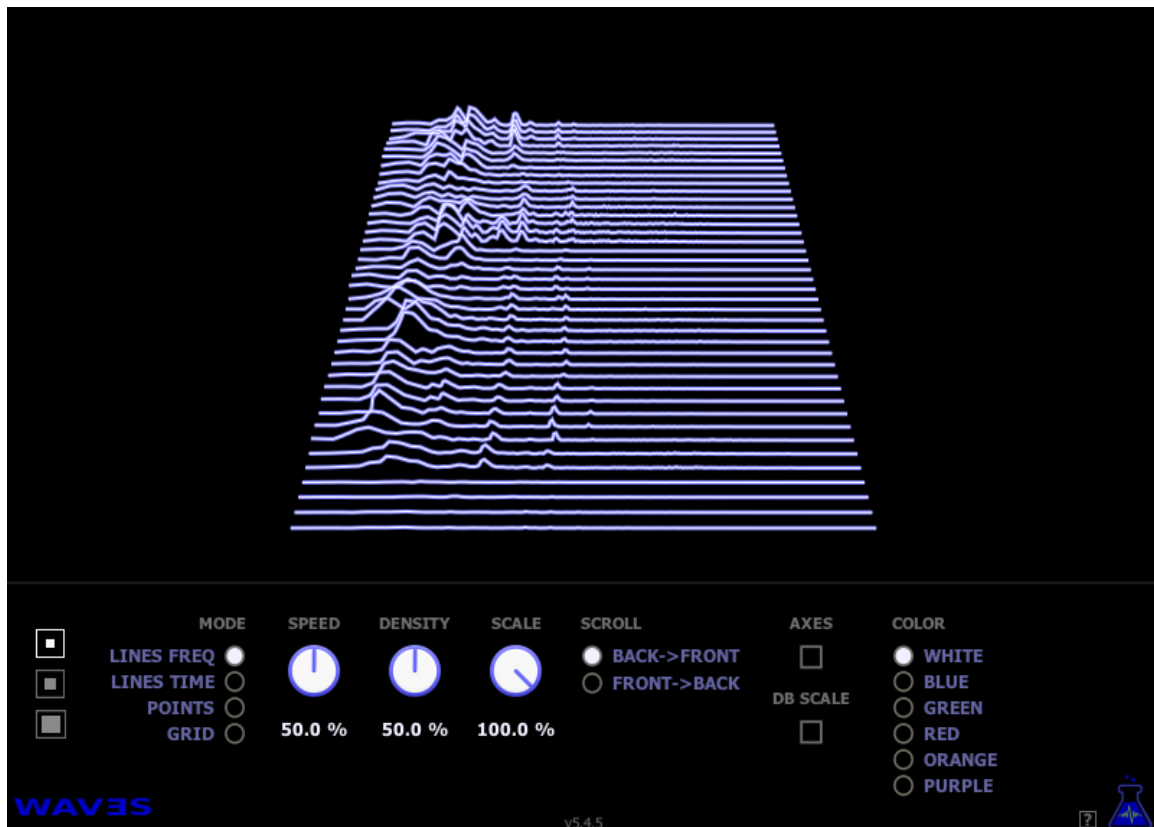 MODE
LINES FREQ
LINES TIME
POINTS
GRID
SPEED
50.0 %
DENSITY
50.0 %
SCALE
100.0 %
SCROLL
BACK->FRONT
FRONT->BACK
AXES
DB SCALE
COLOR
WHITE
BLUE
GREEN
RED
ORANGE
PURPLE
WAVƎS
v5.4.5
?